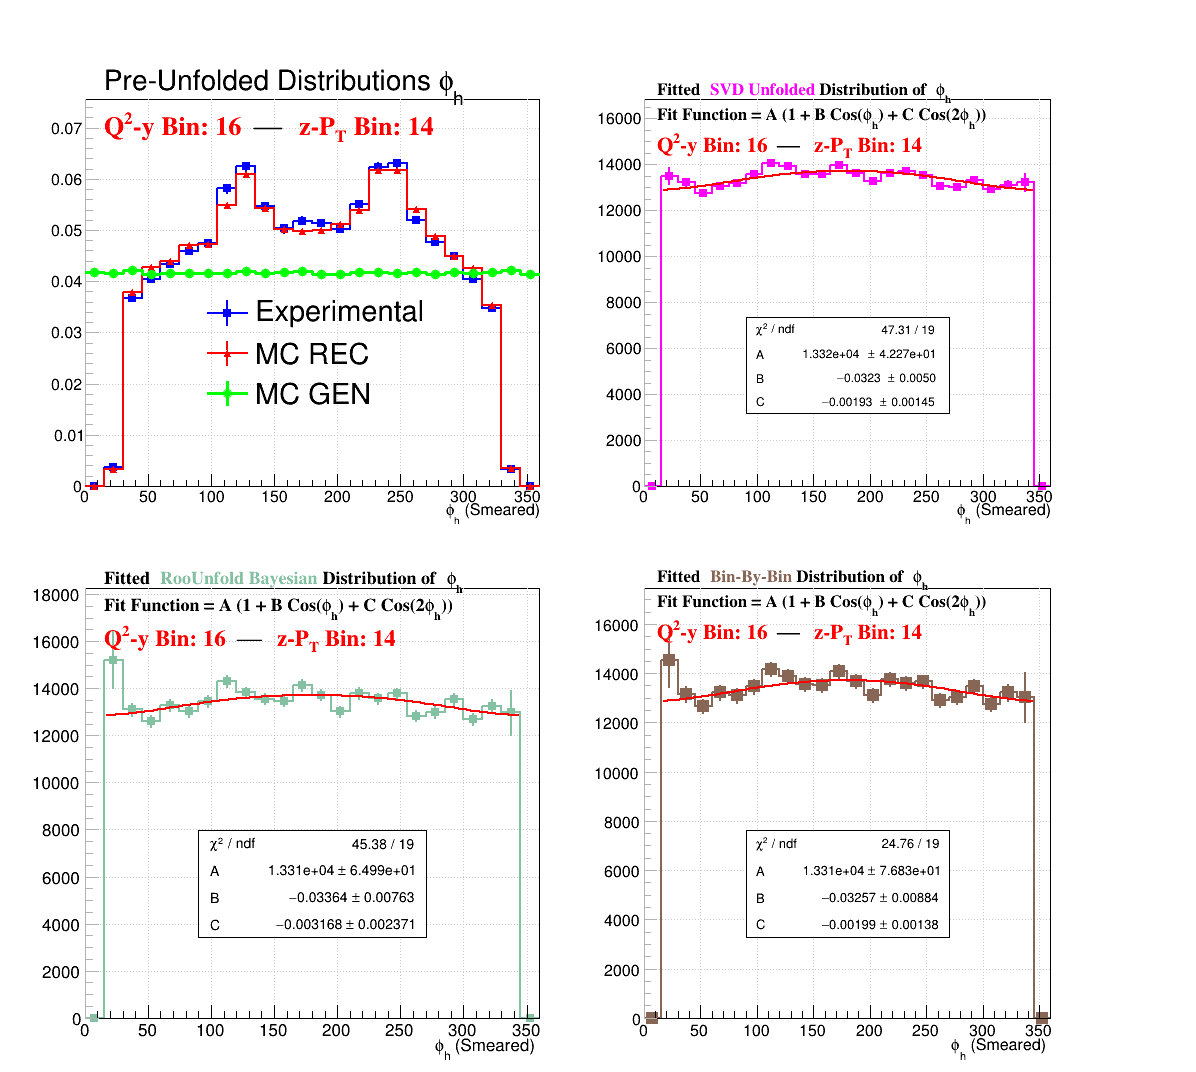 Pre-Unfolded Distributions ϕh
Q²-y Bin: 16 — z-PT Bin: 14
0.07
0.06
0.05
0.04
0.03
0.02
0.01
0
Experimental
MC REC
MC GEN
0 50 100 150 200 250 300 350
ϕh (Smeared)
Fitted SVD Unfolded Distribution of ϕh
Fit Function = A (1 + B Cos(ϕh) + C Cos(2ϕh))
Q²-y Bin: 16 — z-PT Bin: 14
16000
14000
12000
10000
8000
6000
4000
2000
0
χ² / ndf 47.31 / 19
A 1.332e+04 ± 4.227e+01
B −0.0323 ± 0.0050
C −0.00193 ± 0.00145
0 50 100 150 200 250 300 350
ϕh (Smeared)
Fitted RooUnfold Bayesian Distribution of ϕh
Fit Function = A (1 + B Cos(ϕh) + C Cos(2ϕh))
Q²-y Bin: 16 — z-PT Bin: 14
18000
16000
14000
12000
10000
8000
6000
4000
2000
0
χ² / ndf 45.38 / 19
A 1.331e+04 ± 6.499e+01
B −0.03364 ± 0.00763
C −0.003168 ± 0.002371
0 50 100 150 200 250 300 350
ϕh (Smeared)
Fitted Bin-By-Bin Distribution of ϕh
Fit Function = A (1 + B Cos(ϕh) + C Cos(2ϕh))
Q²-y Bin: 16 — z-PT Bin: 14
16000
14000
12000
10000
8000
6000
4000
2000
0
χ² / ndf 24.76 / 19
A 1.331e+04 ± 7.683e+01
B −0.03257 ± 0.00884
C −0.00199 ± 0.00138
0 50 100 150 200 250 300 350
ϕh (Smeared)